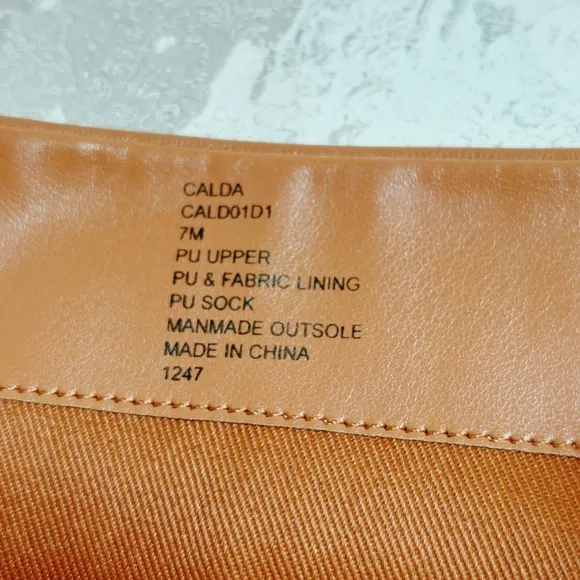 CALDA
CALD01D1
7M
PU UPPER
PU & FABRIC LINING
PU SOCK
MANMADE OUTSOLE
MADE IN CHINA
1247